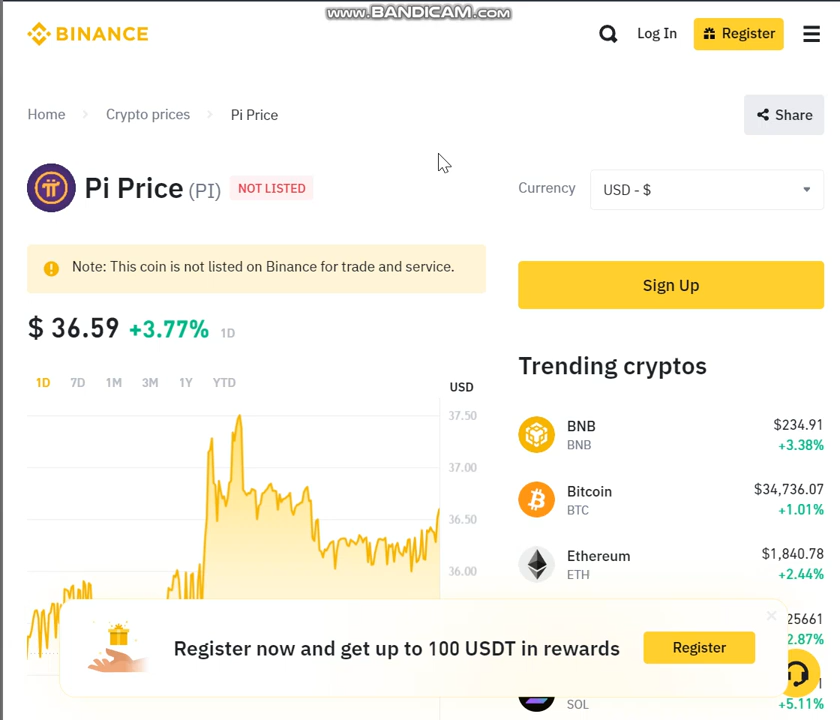 www.BANDICAM.com
BINANCE
Log In
Register
Home
Crypto prices
Pi Price
Share
Pi Price (PI) NOT LISTED
Currency
USD - $
Note: This coin is not listed on Binance for trade and service.
Sign Up
$ 36.59 +3.77% 1D
1D 7D 1M 3M 1Y YTD
USD
37.50
37.00
36.50
36.00
Trending cryptos
BNB
BNB
$234.91
+3.38%
Bitcoin
BTC
$34,736.07
+1.01%
Ethereum
ETH
$1,840.78
+2.44%
25661
2.87%
SOL
+5.11%
Register now and get up to 100 USDT in rewards
Register